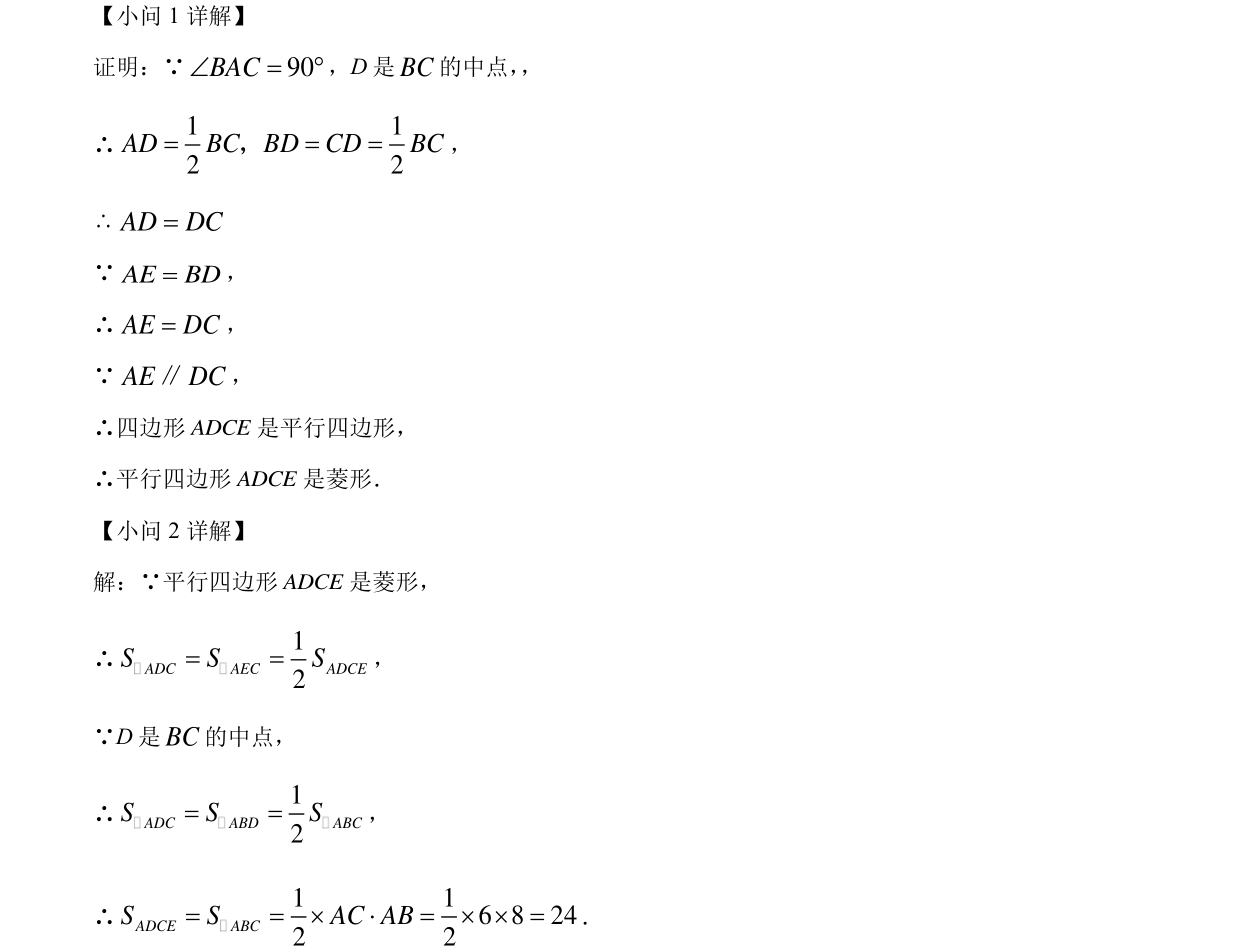 【小问 1 详解】
证明：∵∠BAC = 90°，D 是 BC 的中点，，
∴ AD = 1/2 BC，BD = CD = 1/2 BC，
∴ AD = DC
∵ AE = BD，
∴ AE = DC，
∵ AE∥DC，
∴四边形 ADCE 是平行四边形，
∴平行四边形 ADCE 是菱形．
【小问 2 详解】
解：∵平行四边形 ADCE 是菱形，
∴ S▯ADC = S▯AEC = 1/2 S ADCE，
∵D 是 BC 的中点，
∴ S▯ADC = S▯ABD = 1/2 S▯ABC，
∴ S ADCE = S▯ABC = 1/2 × AC · AB = 1/2 × 6 × 8 = 24．